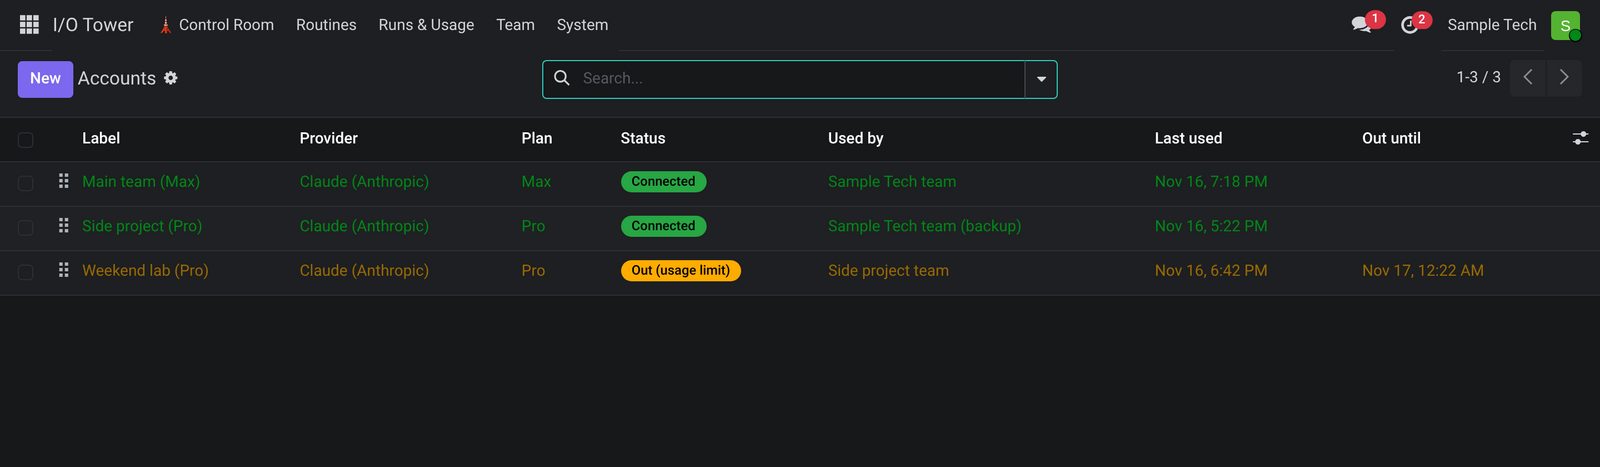 I/O Tower Control Room Routines Runs & Usage Team System 1 2 Sample Tech S
New Accounts Search... 1-3 / 3
Label Provider Plan Status Used by Last used Out until
Main team (Max) Claude (Anthropic) Max Connected Sample Tech team Nov 16, 7:18 PM
Side project (Pro) Claude (Anthropic) Pro Connected Sample Tech team (backup) Nov 16, 5:22 PM
Weekend lab (Pro) Claude (Anthropic) Pro Out (usage limit) Side project team Nov 16, 6:42 PM Nov 17, 12:22 AM